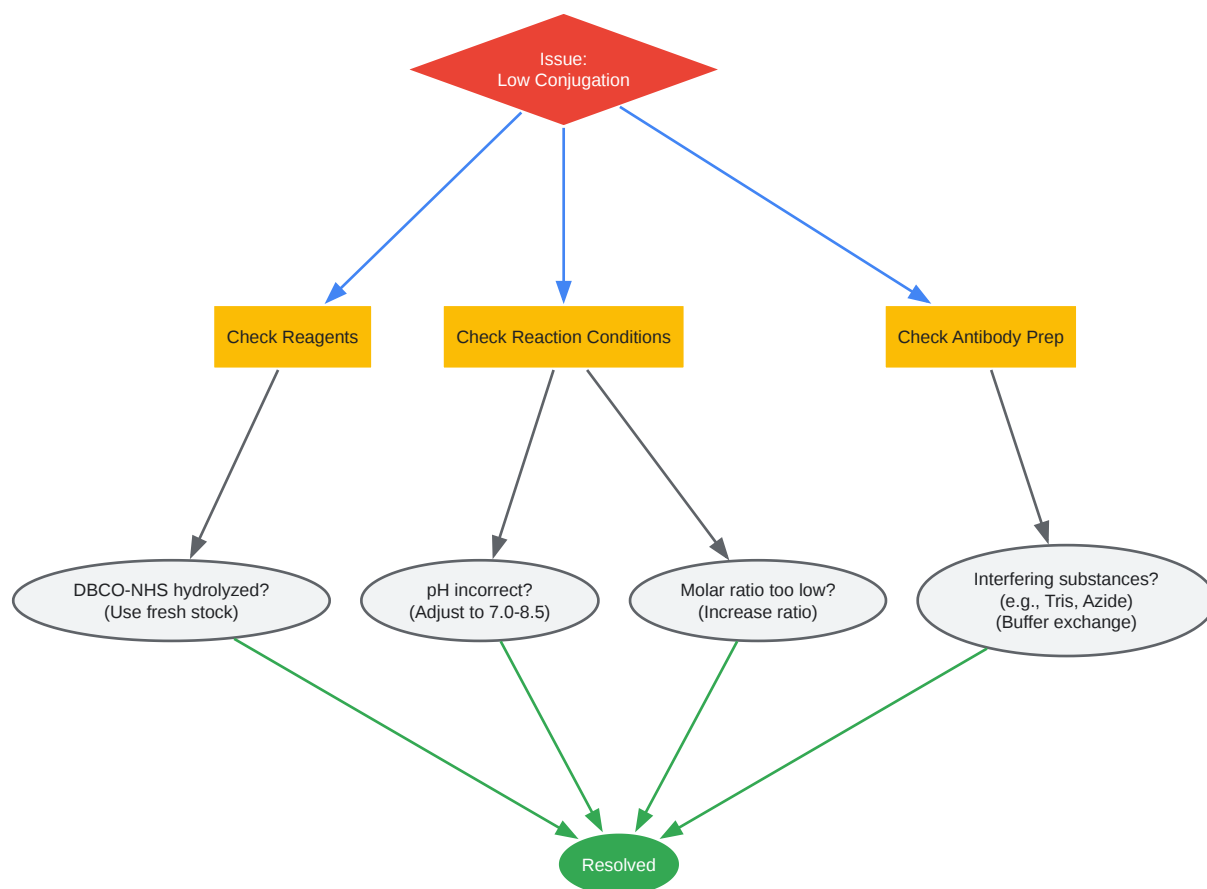 Issue:
Low Conjugation
Check Reagents
Check Reaction Conditions
Check Antibody Prep
DBCO-NHS hydrolyzed?
(Use fresh stock)
pH incorrect?
(Adjust to 7.0-8.5)
Molar ratio too low?
(Increase ratio)
Interfering substances?
(e.g., Tris, Azide)
(Buffer exchange)
Resolved